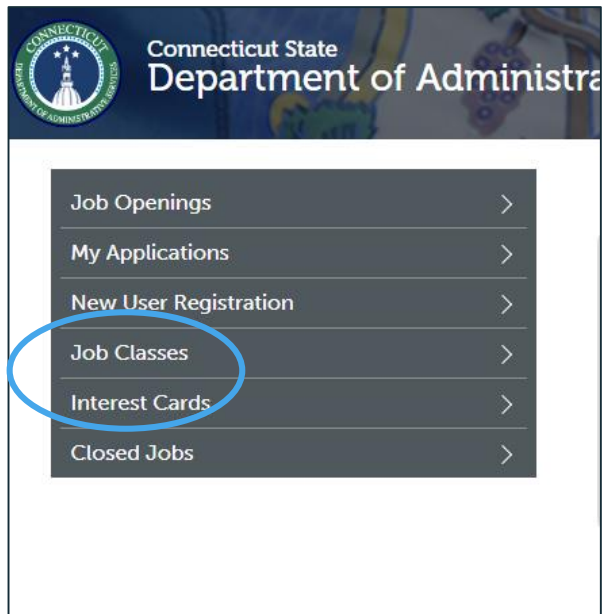 CONNECTICUT
DEPARTMENT OF ADMINISTRATIVE SERVICES
Connecticut State
Department of Administra
Job Openings
My Applications
New User Registration
Job Classes
Interest Cards
Closed Jobs